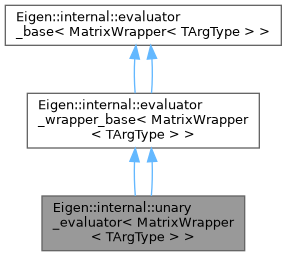 Eigen::internal::evaluator
_base< MatrixWrapper< TArgType > >
Eigen::internal::evaluator
_wrapper_base< MatrixWrapper
< TArgType > >
Eigen::internal::unary
_evaluator< MatrixWrapper
< TArgType > >